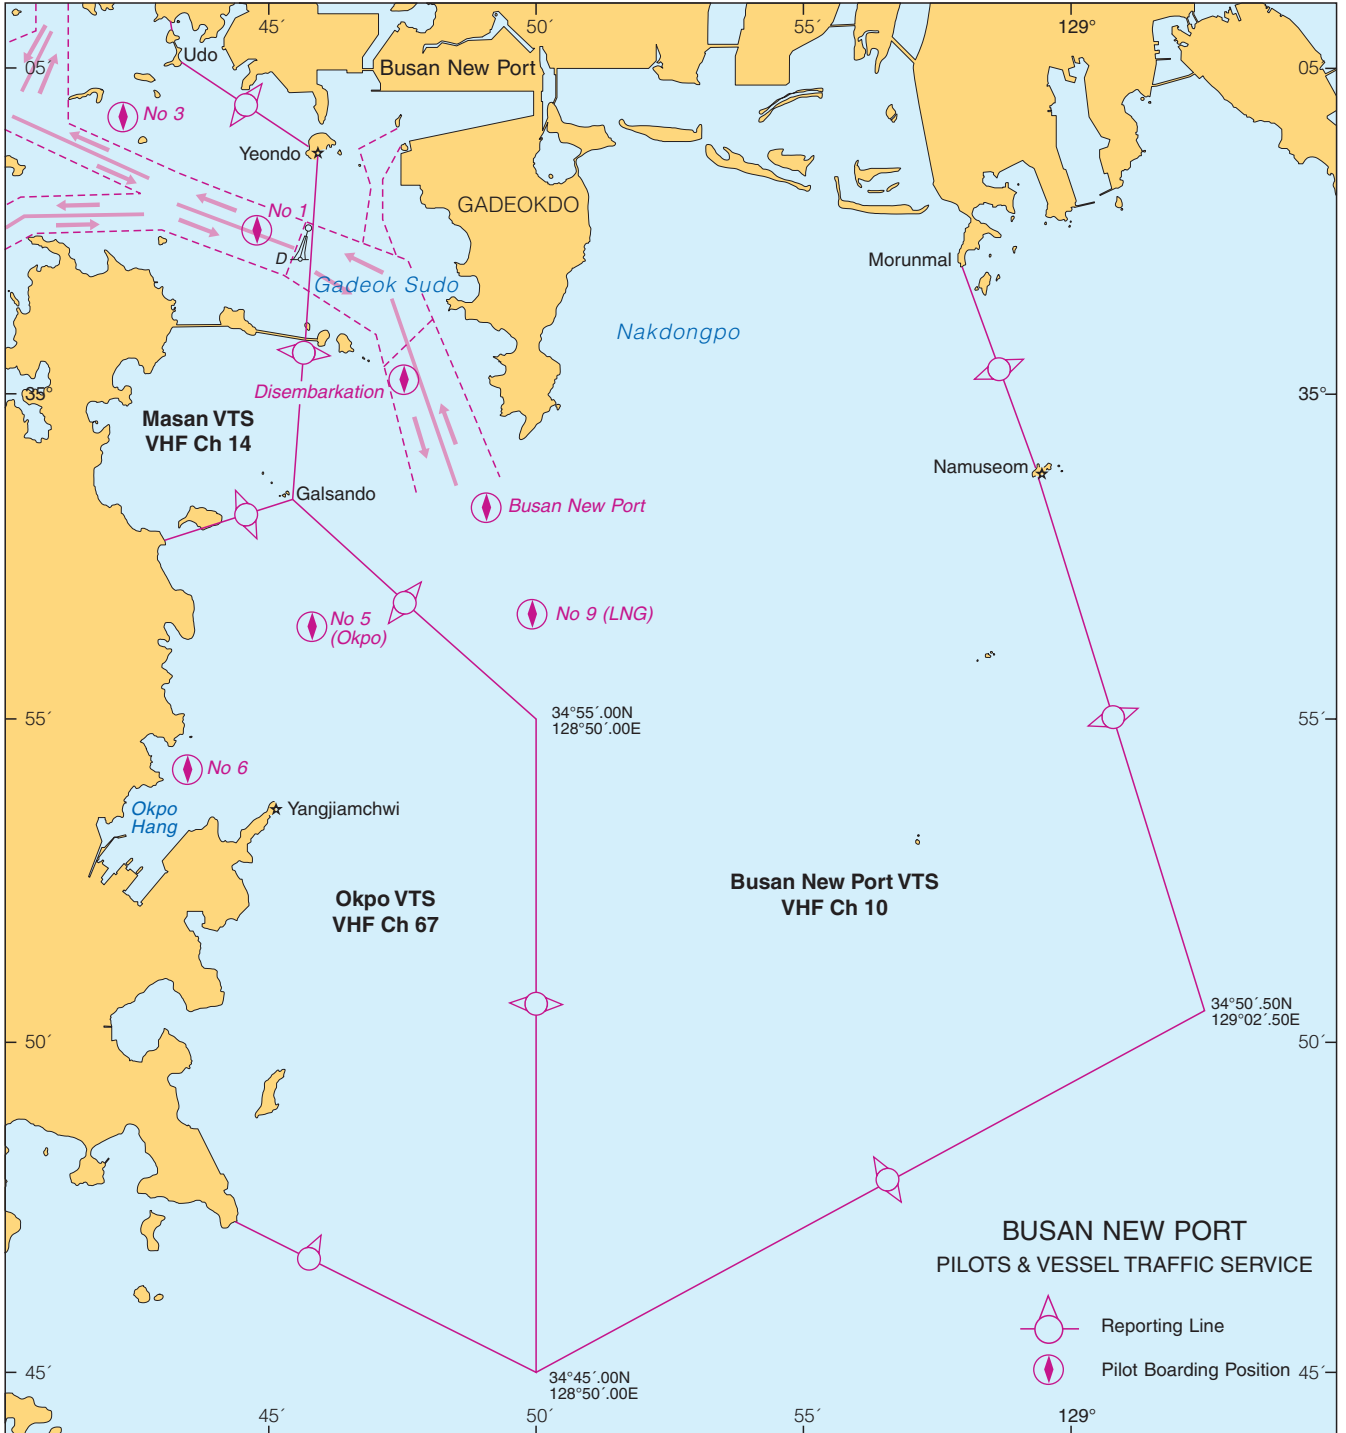 45´
50´
55´
129°
05´
Udo
Busan New Port
05´
No 3
Yeondo
No 1
GADEOKDO
D
Gadeok Sudo
Morunmal
Nakdongpo
Disembarkation
35°
35°
Masan VTS
VHF Ch 14
Namuseom
Galsando
Busan New Port
No 5
(Okpo)
No 9 (LNG)
55´
34°55´.00N
128°50´.00E
55´
No 6
Okpo
Hang
Yangjiamchwi
Okpo VTS
VHF Ch 67
Busan New Port VTS
VHF Ch 10
34°50´.50N
129°02´.50E
50´
50´
BUSAN NEW PORT
PILOTS & VESSEL TRAFFIC SERVICE
Reporting Line
Pilot Boarding Position
45´
34°45´.00N
128°50´.00E
45´
45´
50´
55´
129°